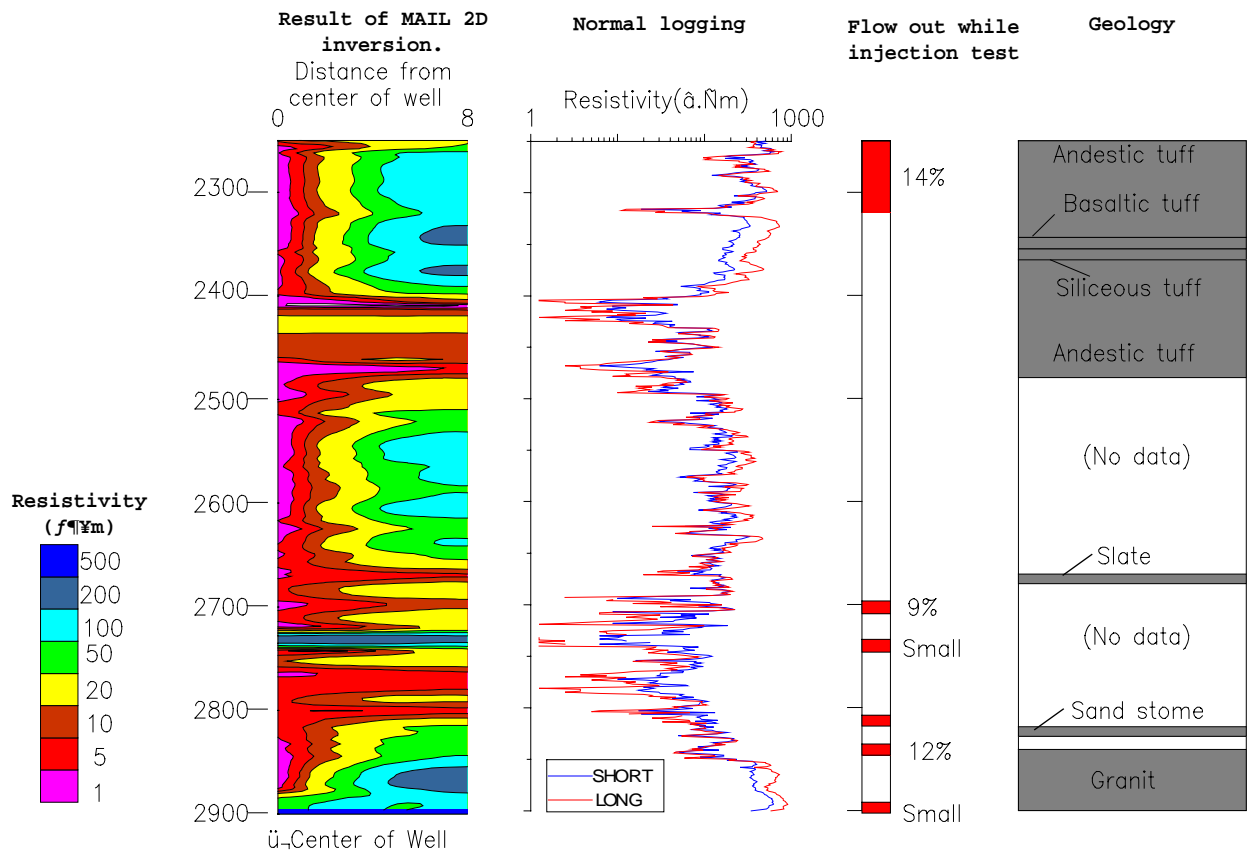 Result of MAIL 2D
inversion.
Distance from
center of well
0 8
Normal logging
Resistivity(â.Ñm)
1 1000
Flow out while
injection test
Geology
2300
2400
2500
2600
2700
2800
2900
Resistivity
(ƒ¶¥m)
500
200
100
50
20
10
5
1
ü¬Center of Well
SHORT
LONG
14%
9%
Small
12%
Small
Andestic tuff
Basaltic tuff
Siliceous tuff
Andestic tuff
(No data)
Slate
(No data)
Sand stome
Granit